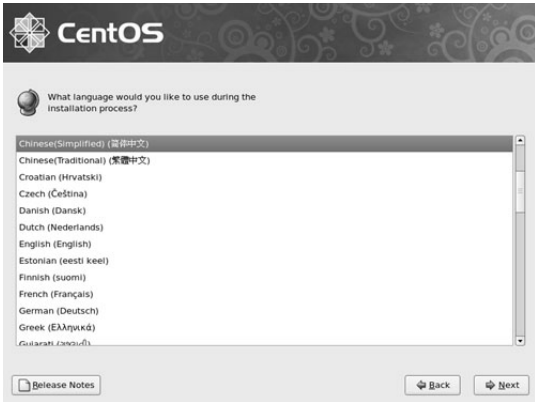 CentOS
What language would you like to use during the
installation process?
Chinese(Simplified) (简体中文)
Chinese(Traditional) (繁體中文)
Croatian (Hrvatski)
Czech (Čeština)
Danish (Dansk)
Dutch (Nederlands)
English (English)
Estonian (eesti keel)
Finnish (suomi)
French (Français)
German (Deutsch)
Greek (Ελληνικά)
Gujarati
Release Notes
Back
Next